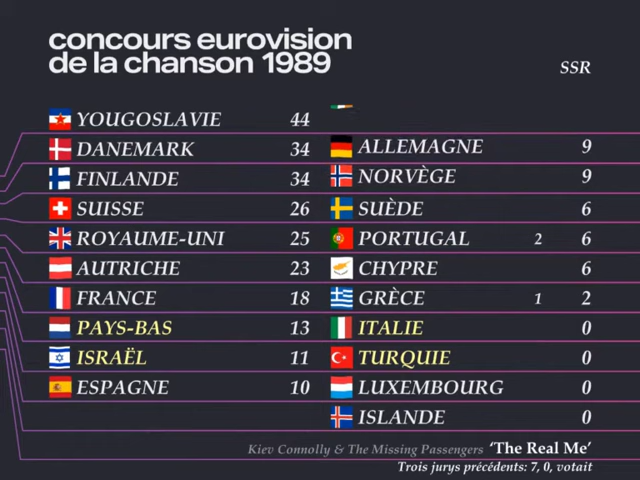 concours eurovision
de la chanson 1989
SSR
YOUGOSLAVIE 44
DANEMARK 34
FINLANDE 34
SUISSE 26
ROYAUME-UNI 25
AUTRICHE 23
FRANCE 18
PAYS-BAS 13
ISRAËL 11
ESPAGNE 10
ALLEMAGNE 9
NORVÈGE 9
SUÈDE 6
PORTUGAL 2 6
CHYPRE 6
GRÈCE 1 2
ITALIE 0
TURQUIE 0
LUXEMBOURG 0
ISLANDE 0
Kiev Connolly & The Missing Passengers ‘The Real Me’
Trois jurys précédents: 7, 0, votait